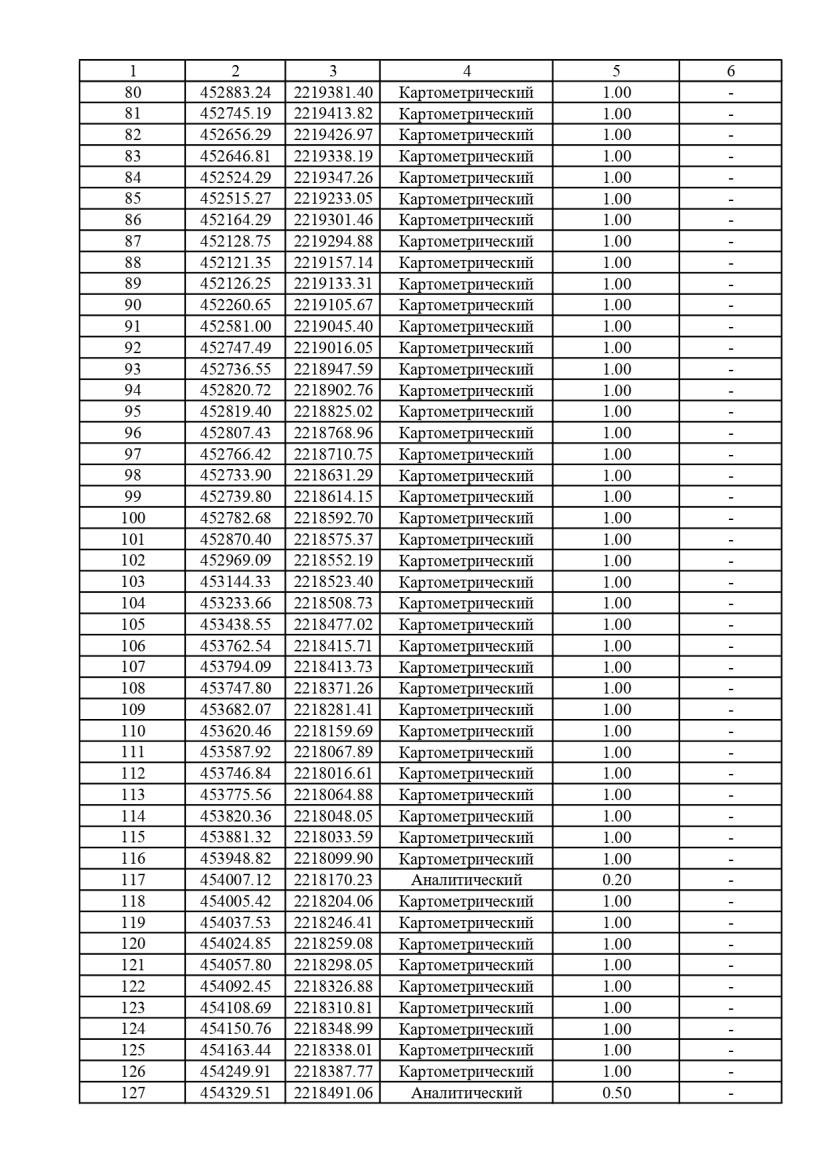 1 2 3 4 5 6
80 452883.24 2219381.40 Картометрический 1.00 -
81 452745.19 2219413.82 Картометрический 1.00 -
82 452656.29 2219426.97 Картометрический 1.00 -
83 452646.81 2219338.19 Картометрический 1.00 -
84 452524.29 2219347.26 Картометрический 1.00 -
85 452515.27 2219233.05 Картометрический 1.00 -
86 452164.29 2219301.46 Картометрический 1.00 -
87 452128.75 2219294.88 Картометрический 1.00 -
88 452121.35 2219157.14 Картометрический 1.00 -
89 452126.25 2219133.31 Картометрический 1.00 -
90 452260.65 2219105.67 Картометрический 1.00 -
91 452581.00 2219045.40 Картометрический 1.00 -
92 452747.49 2219016.05 Картометрический 1.00 -
93 452736.55 2218947.59 Картометрический 1.00 -
94 452820.72 2218902.76 Картометрический 1.00 -
95 452819.40 2218825.02 Картометрический 1.00 -
96 452807.43 2218768.96 Картометрический 1.00 -
97 452766.42 2218710.75 Картометрический 1.00 -
98 452733.90 2218631.29 Картометрический 1.00 -
99 452739.80 2218614.15 Картометрический 1.00 -
100 452782.68 2218592.70 Картометрический 1.00 -
101 452870.40 2218575.37 Картометрический 1.00 -
102 452969.09 2218552.19 Картометрический 1.00 -
103 453144.33 2218523.40 Картометрический 1.00 -
104 453233.66 2218508.73 Картометрический 1.00 -
105 453438.55 2218477.02 Картометрический 1.00 -
106 453762.54 2218415.71 Картометрический 1.00 -
107 453794.09 2218413.73 Картометрический 1.00 -
108 453747.80 2218371.26 Картометрический 1.00 -
109 453682.07 2218281.41 Картометрический 1.00 -
110 453620.46 2218159.69 Картометрический 1.00 -
111 453587.92 2218067.89 Картометрический 1.00 -
112 453746.84 2218016.61 Картометрический 1.00 -
113 453775.56 2218064.88 Картометрический 1.00 -
114 453820.36 2218048.05 Картометрический 1.00 -
115 453881.32 2218033.59 Картометрический 1.00 -
116 453948.82 2218099.90 Картометрический 1.00 -
117 454007.12 2218170.23 Аналитический 0.20 -
118 454005.42 2218204.06 Картометрический 1.00 -
119 454037.53 2218246.41 Картометрический 1.00 -
120 454024.85 2218259.08 Картометрический 1.00 -
121 454057.80 2218298.05 Картометрический 1.00 -
122 454092.45 2218326.88 Картометрический 1.00 -
123 454108.69 2218310.81 Картометрический 1.00 -
124 454150.76 2218348.99 Картометрический 1.00 -
125 454163.44 2218338.01 Картометрический 1.00 -
126 454249.91 2218387.77 Картометрический 1.00 -
127 454329.51 2218491.06 Аналитический 0.50 -